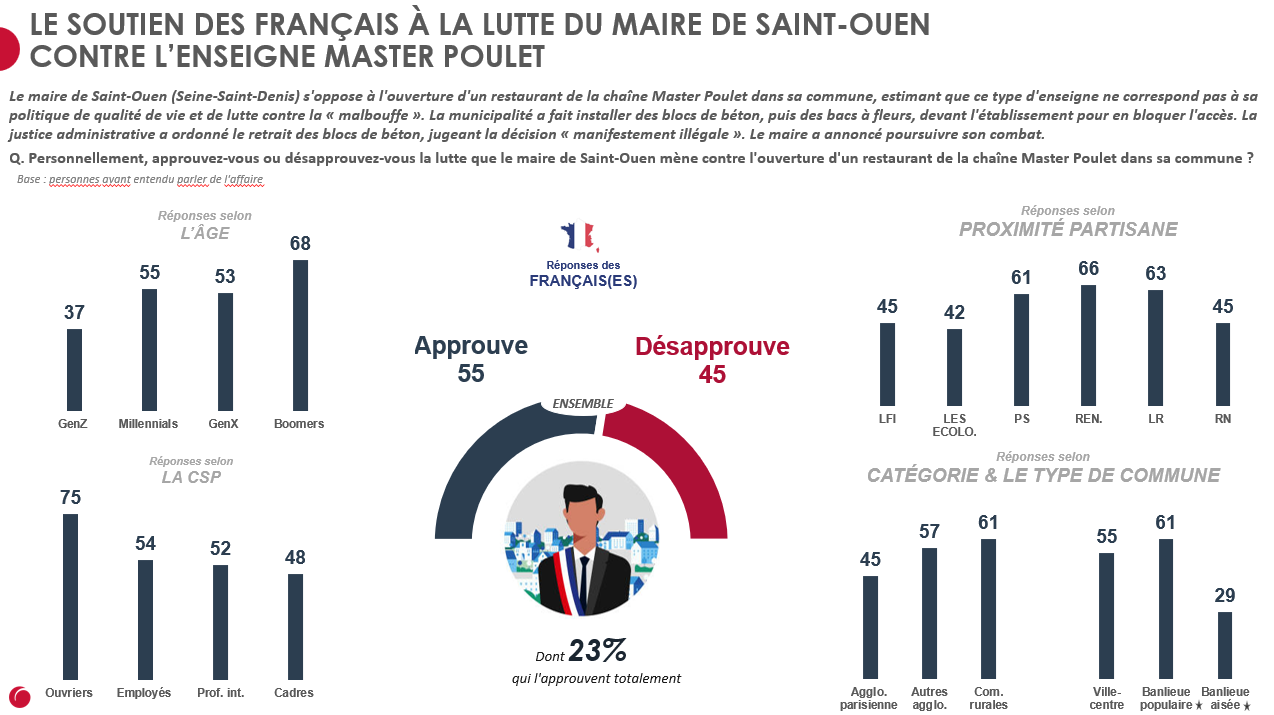 LE SOUTIEN DES FRANÇAIS À LA LUTTE DU MAIRE DE SAINT-OUEN
CONTRE L'ENSEIGNE MASTER POULET
Le maire de Saint-Ouen (Seine-Saint-Denis) s'oppose à l'ouverture d'un restaurant de la chaîne Master Poulet dans sa commune, estimant que ce type d'enseigne ne correspond pas à sa
politique de qualité de vie et de lutte contre la « malbouffe ». La municipalité a fait installer des blocs de béton, puis des bacs à fleurs, devant l'établissement pour en bloquer l'accès. La
justice administrative a ordonné le retrait des blocs de béton, jugeant la décision « manifestement illégale ». Le maire a annoncé poursuivre son combat.
Q. Personnellement, approuvez-vous ou désapprouvez-vous la lutte que le maire de Saint-Ouen mène contre l'ouverture d'un restaurant de la chaîne Master Poulet dans sa commune ?
Base : personnes ayant entendu parler de l'affaire
Réponses selon
L'ÂGE
37
55
53
68
GenZ
Millennials
GenX
Boomers
Réponses selon
LA CSP
75
54
52
48
Ouvriers
Employés
Prof. int.
Cadres
Réponses des
FRANÇAIS(ES)
Approuve
55
Désapprouve
45
ENSEMBLE
Dont 23%
qui l'approuvent totalement
Réponses selon
PROXIMITÉ PARTISANE
45
42
61
66
63
45
LFI
LES
ECOLO.
PS
REN.
LR
RN
Réponses selon
CATÉGORIE & LE TYPE DE COMMUNE
45
57
61
55
61
29
Agglo.
parisienne
Autres
agglo.
Com.
rurales
Ville-
centre
Banlieue
populaire ★
Banlieue
aisée ★